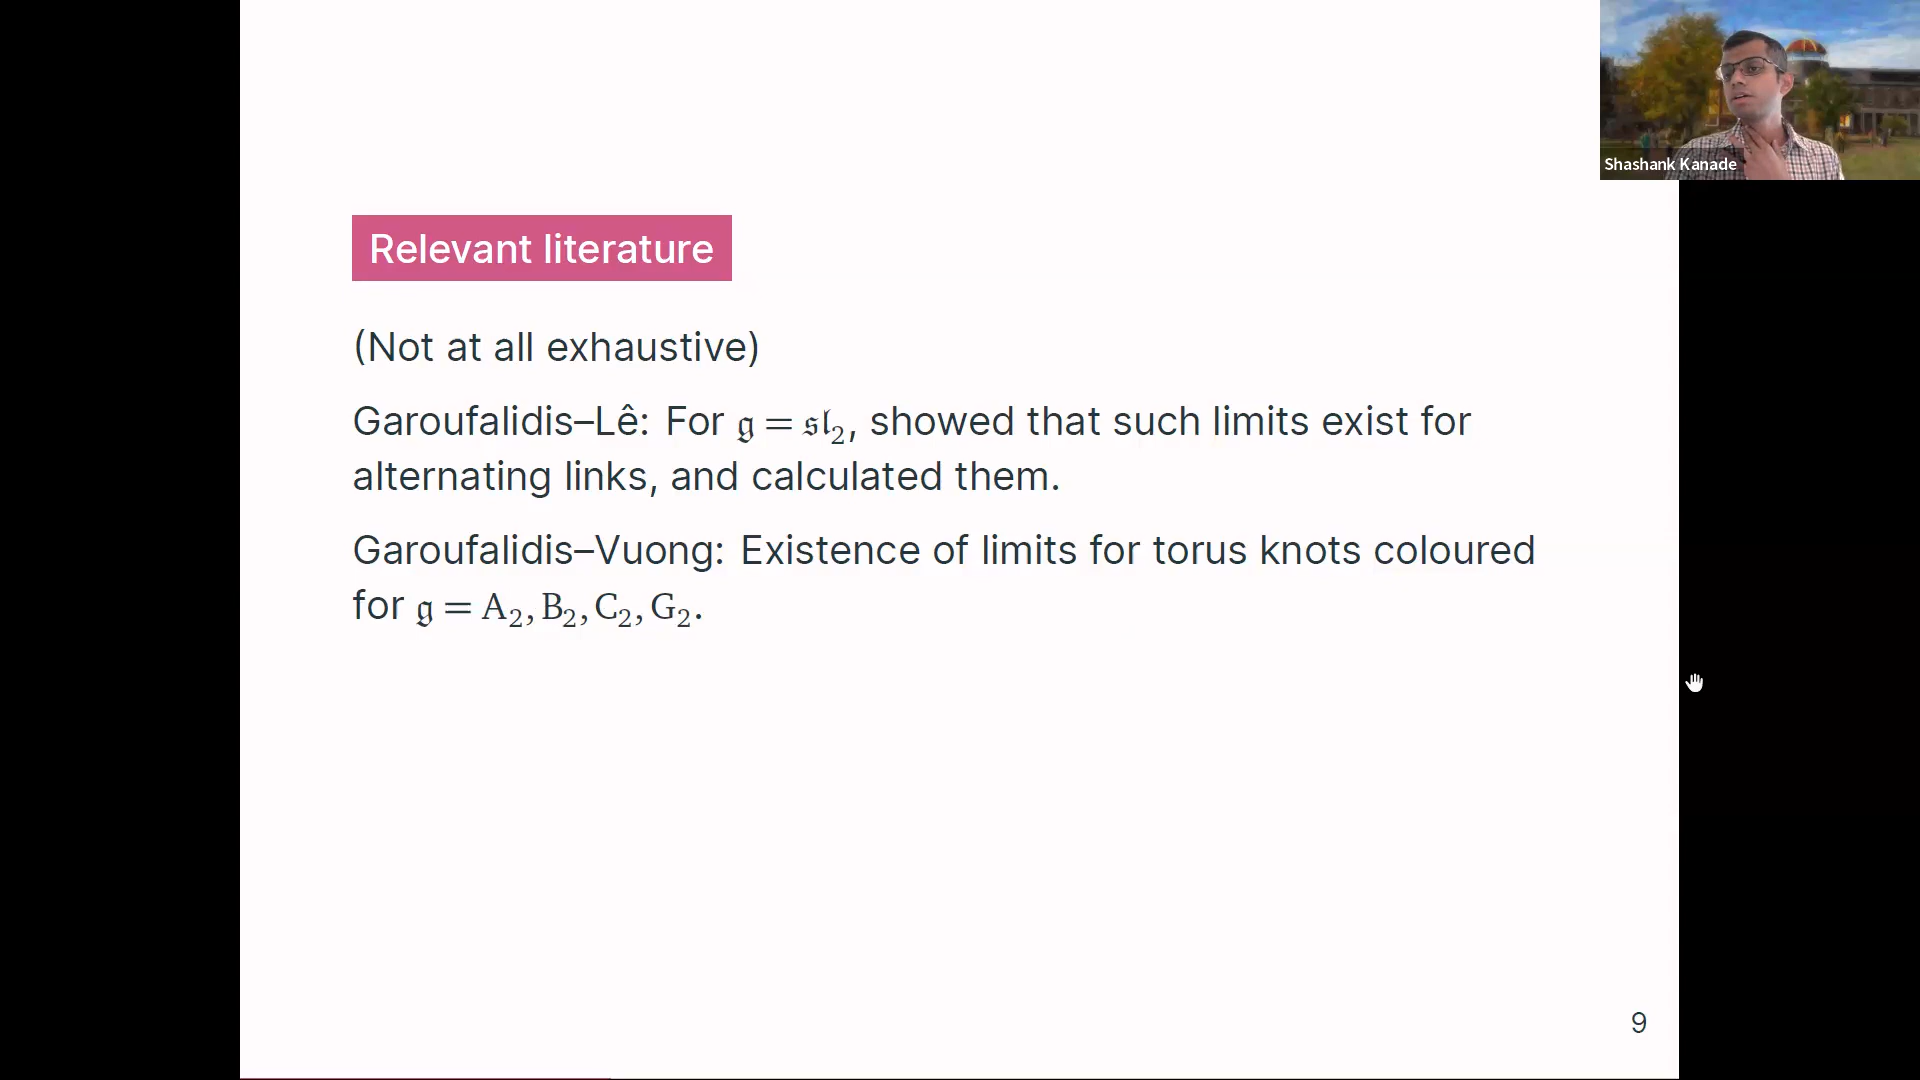 Shashank Kanade
Relevant literature
(Not at all exhaustive)
Garoufalidis–Lê: For 𝔤 = 𝔰𝔩₂, showed that such limits exist for
alternating links, and calculated them.
Garoufalidis–Vuong: Existence of limits for torus knots coloured
for 𝔤 = A₂, B₂, C₂, G₂.
9